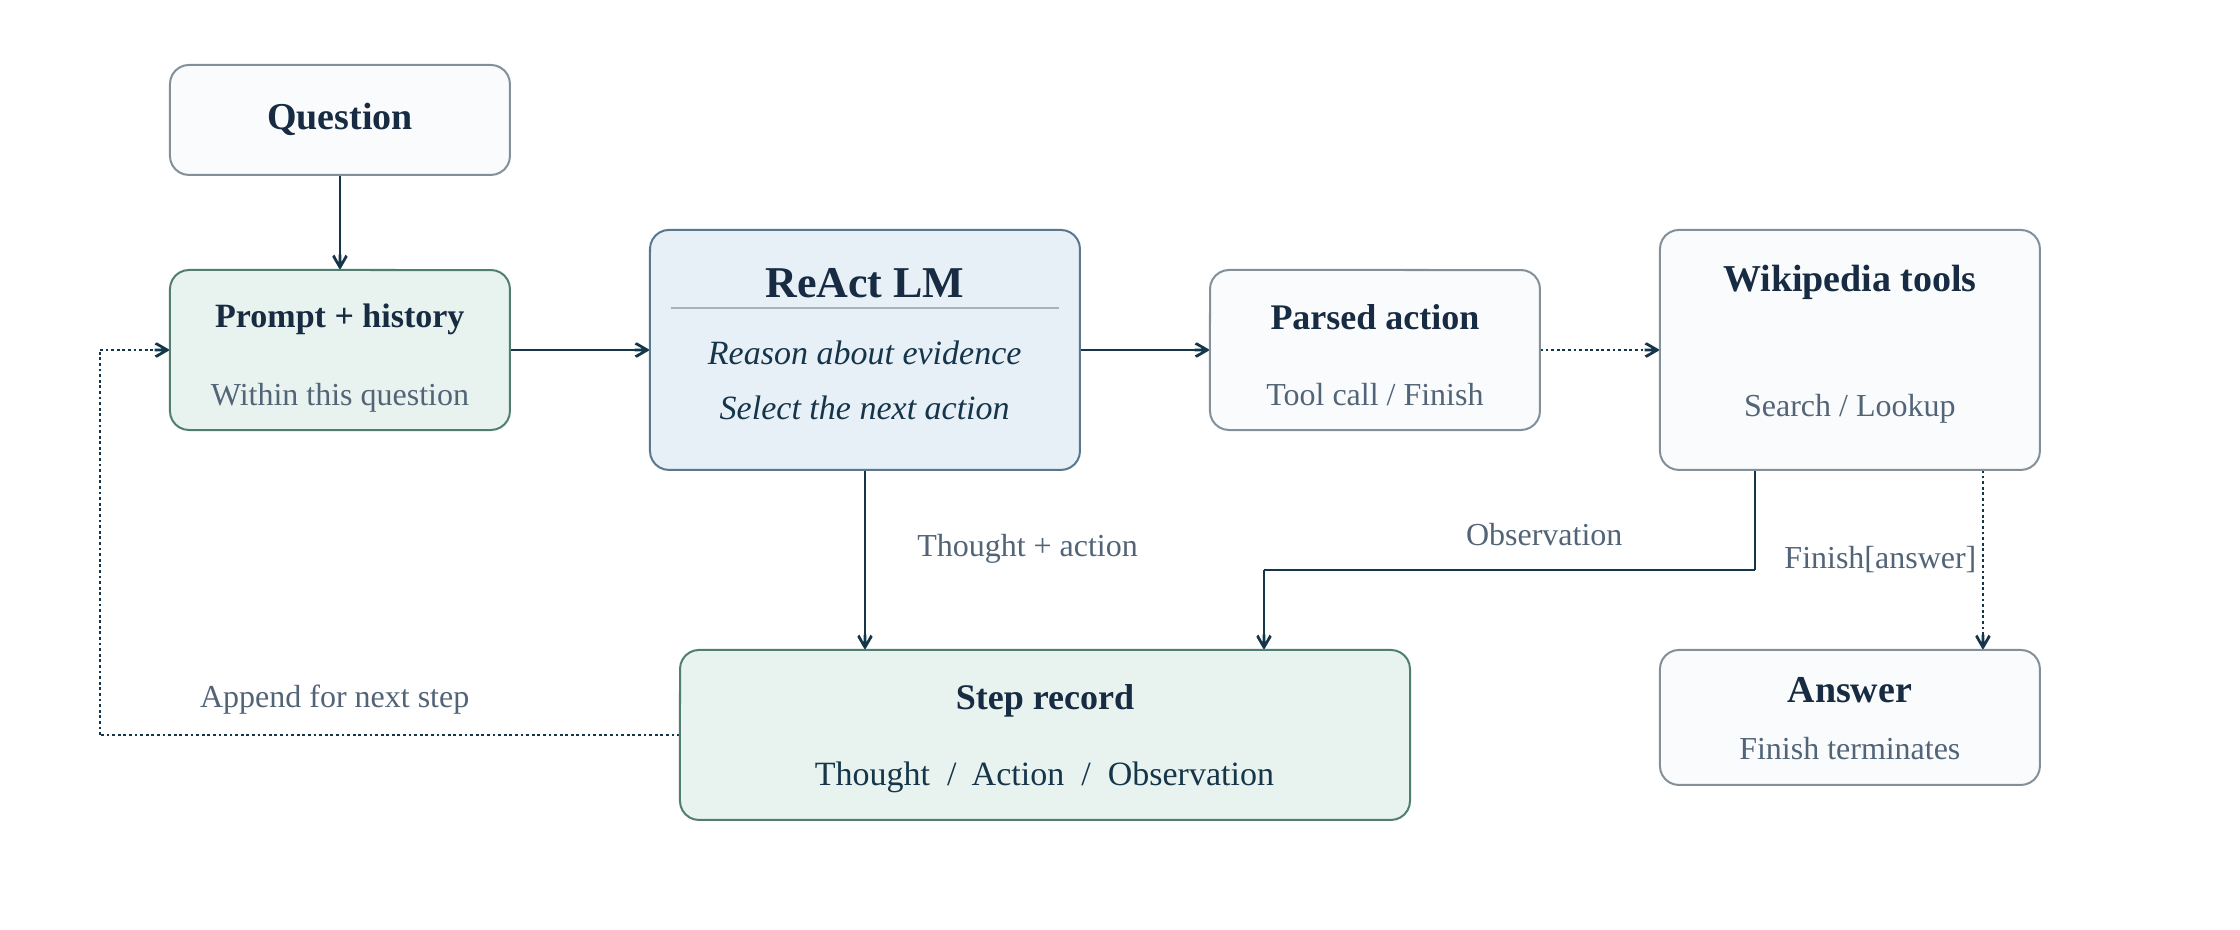 Question
Prompt + history
Within this question
ReAct LM
Reason about evidence
Select the next action
Parsed action
Tool call / Finish
Wikipedia tools
Search / Lookup
Thought + action
Observation
Finish[answer]
Append for next step
Step record
Thought / Action / Observation
Answer
Finish terminates